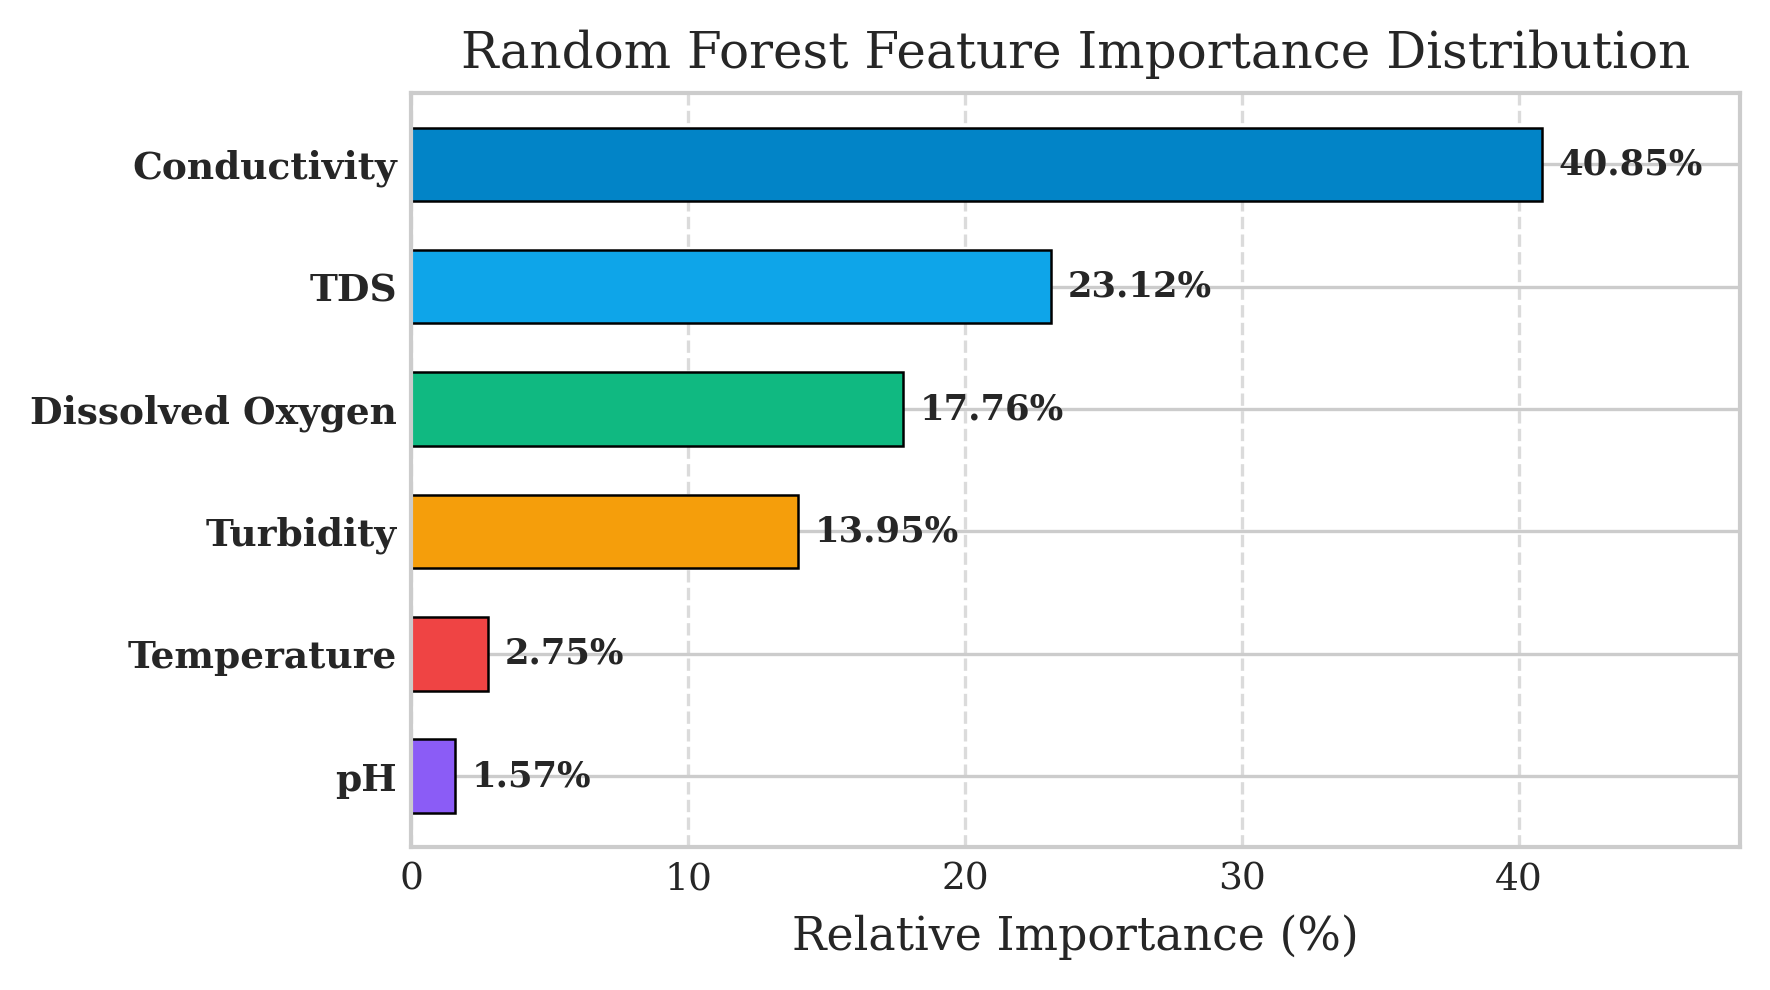 Random Forest Feature Importance Distribution
Conductivity 40.85%
TDS 23.12%
Dissolved Oxygen 17.76%
Turbidity 13.95%
Temperature 2.75%
pH 1.57%
0 10 20 30 40
Relative Importance (%)